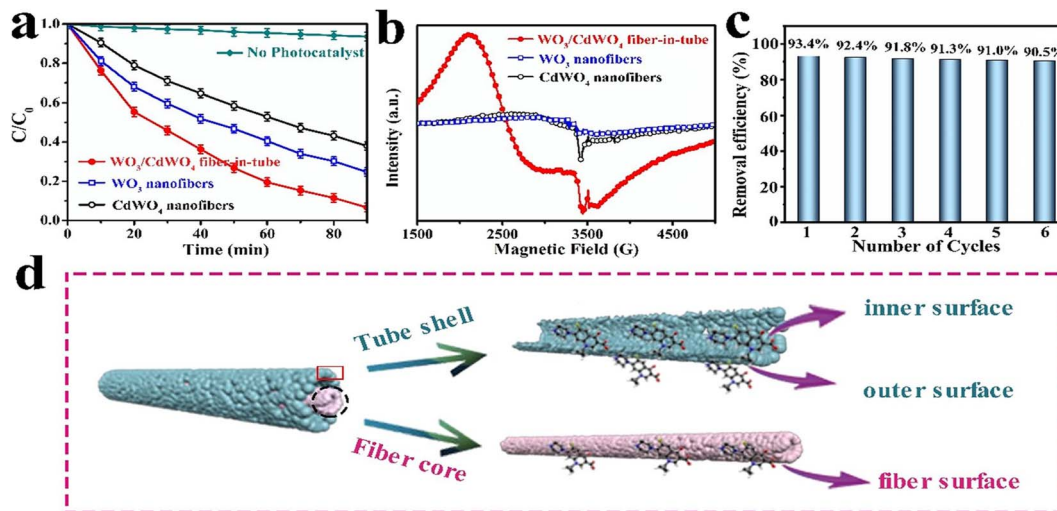 a
C/C₀
1.0
0.8
0.6
0.4
0.2
0.0
No Photocatalyst
WO₃/CdWO₄ fiber-in-tube
WO₃ nanofibers
CdWO₄ nanofibers
0 20 40 60 80
Time (min)
b
Intensity (a.u.)
WO₃/CdWO₄ fiber-in-tube
WO₃ nanofibers
CdWO₄ nanofibers
1500 2500 3500 4500
Magnetic Field (G)
c
Removal efficiency (%)
100
80
60
40
20
0
93.4% 92.4% 91.8% 91.3% 91.0% 90.5%
1 2 3 4 5 6
Number of Cycles
d
Tube shell
inner surface
outer surface
Fiber core
fiber surface